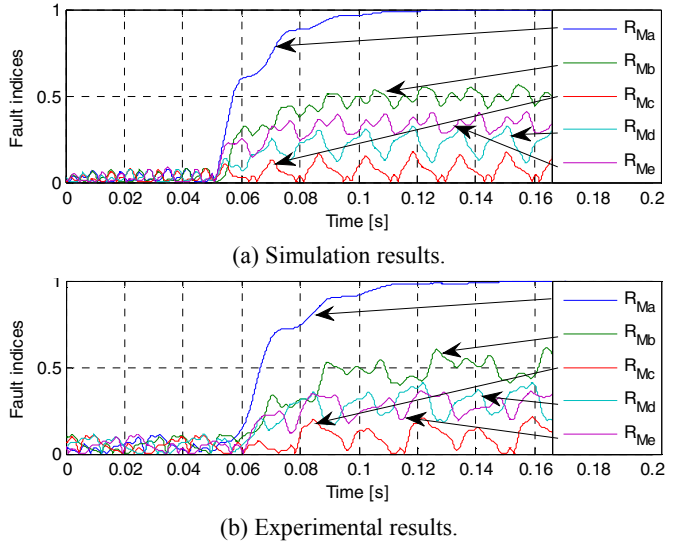 Fault indices
1
0.5
0
0 0.02 0.04 0.06 0.08 0.1 0.12 0.14 0.16 0.18 0.2
Time [s]
R_Ma
R_Mb
R_Mc
R_Md
R_Me
(a) Simulation results.
Fault indices
1
0.5
0
0 0.02 0.04 0.06 0.08 0.1 0.12 0.14 0.16 0.18 0.2
Time [s]
R_Ma
R_Mb
R_Mc
R_Md
R_Me
(b) Experimental results.